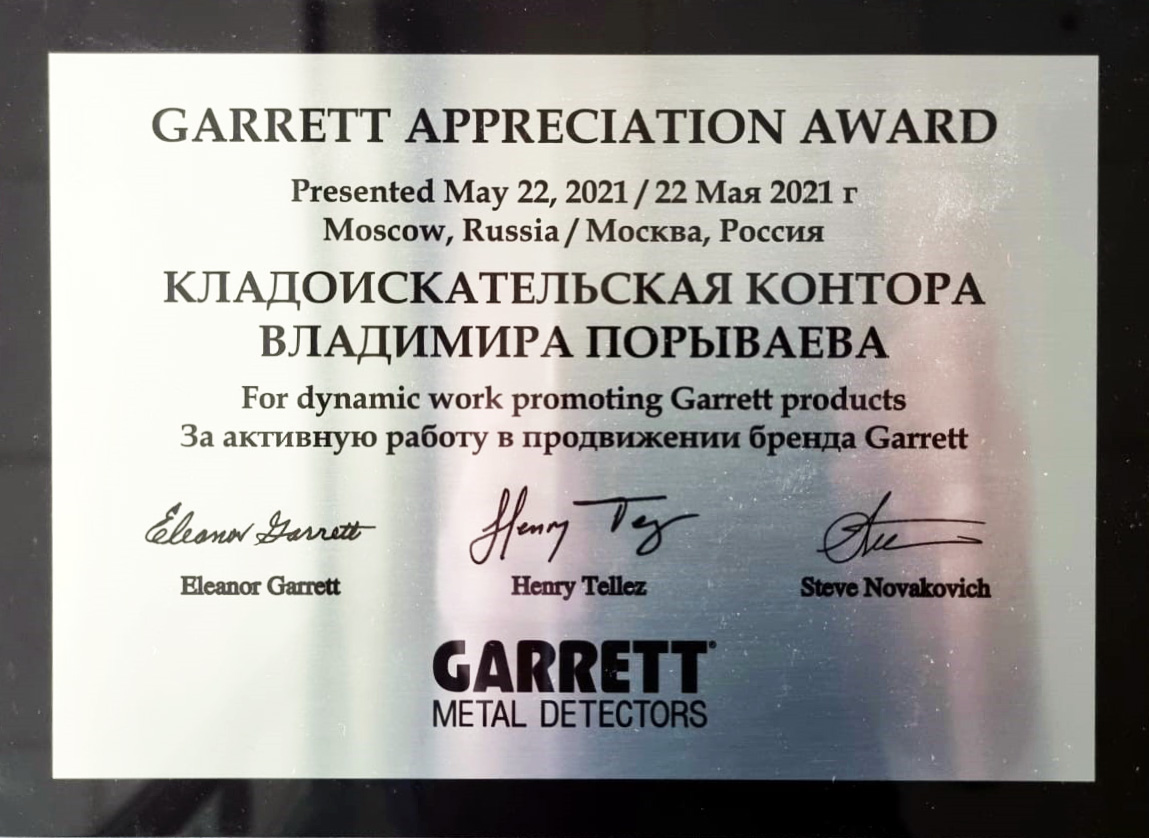 GARRETT APPRECIATION AWARD
Presented May 22, 2021 / 22 Мая 2021 г
Moscow, Russia / Москва, Россия
КЛАДОИСКАТЕЛЬСКАЯ КОНТОРА
ВЛАДИМИРА ПОРЫВАЕВА
For dynamic work promoting Garrett products
За активную работу в продвижении бренда Garrett
Eleanor Garrett Henry
Eleanor Garrett Henry Tellez Steve Novakovich
GARRETT®
METAL DETECTORS